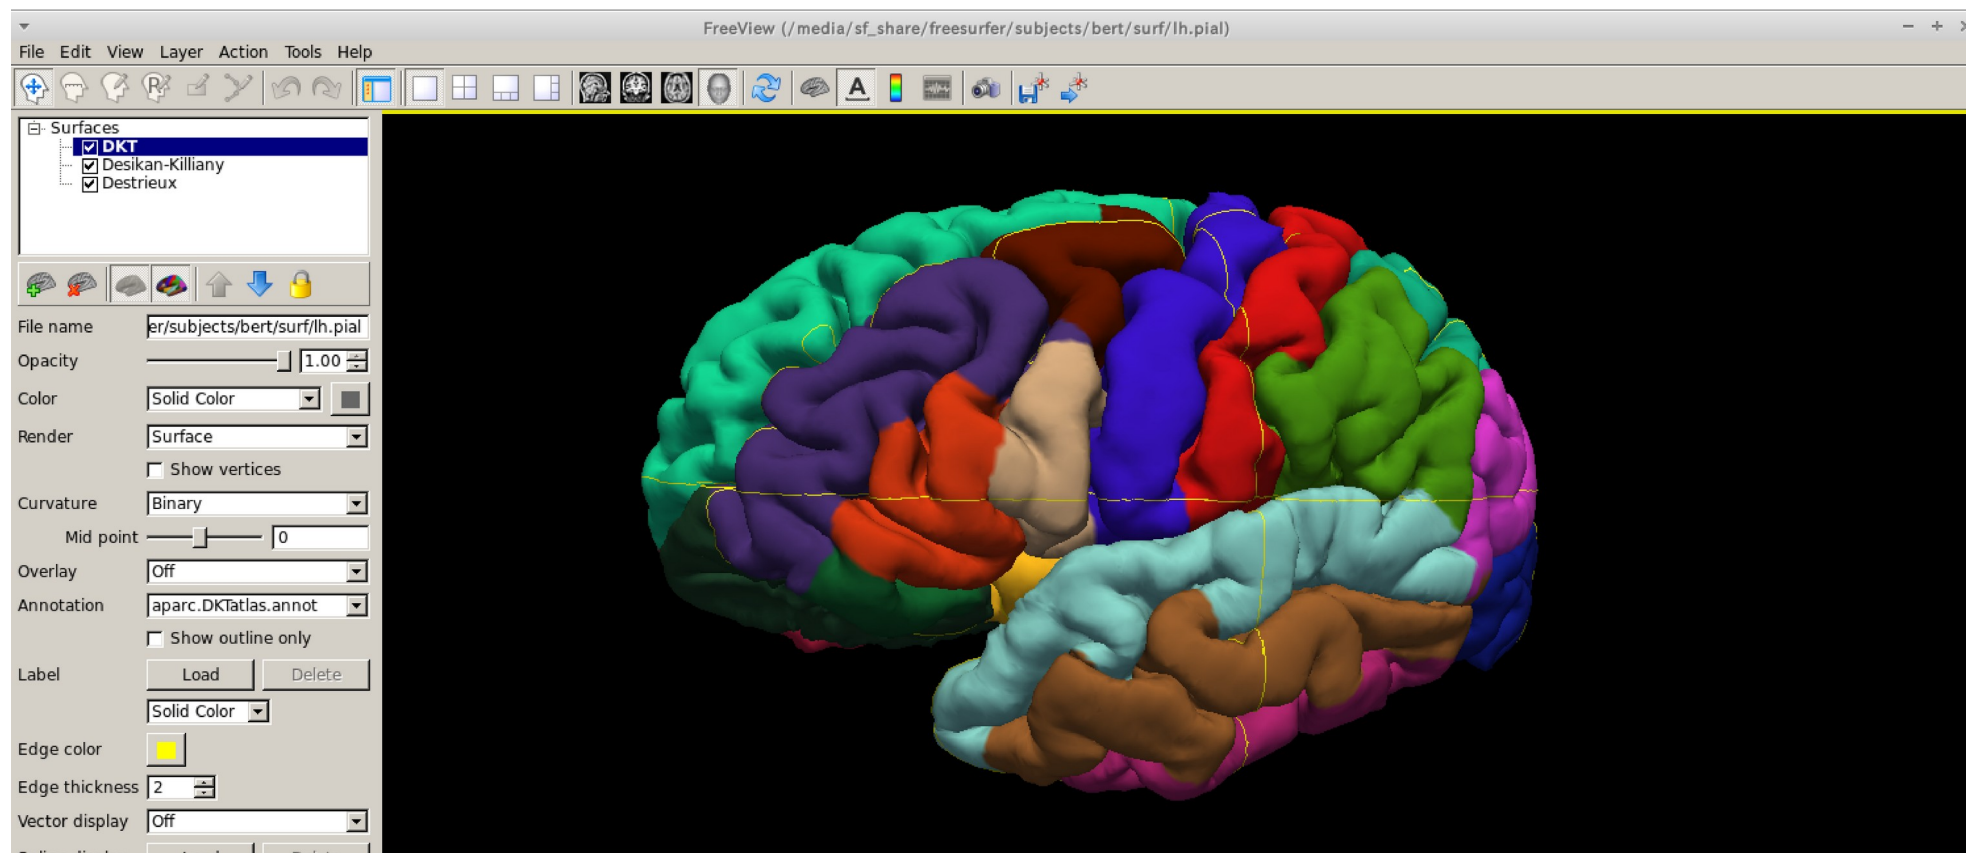 FreeView (/media/sf_share/freesurfer/subjects/bert/surf/lh.pial)
File Edit View Layer Action Tools Help
Surfaces
DKT
Desikan-Killiany
Destrieux
File name er/subjects/bert/surf/lh.pial
Opacity 1.00
Color Solid Color
Render Surface
Show vertices
Curvature Binary
Mid point 0
Overlay Off
Annotation aparc.DKTatlas.annot
Show outline only
Label Load Delete
Solid Color
Edge color
Edge thickness 2
Vector display Off